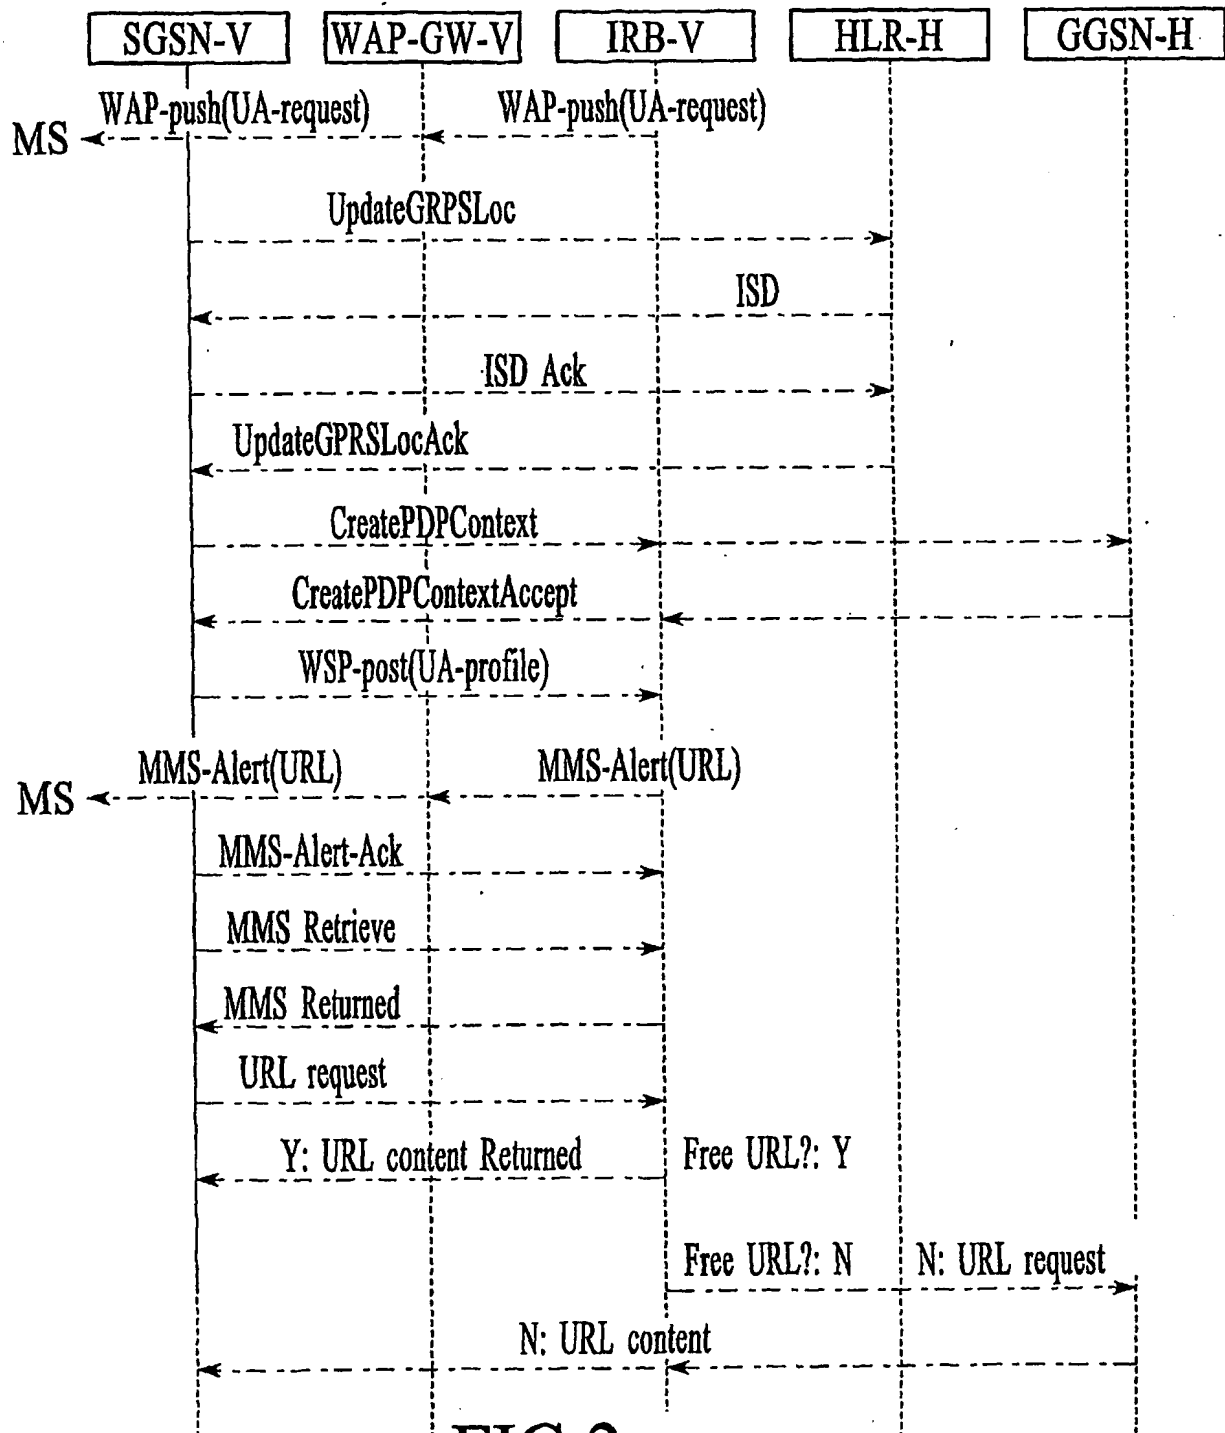 SGSN-V WAP-GW-V IRB-V HLR-H GGSN-H
WAP-push(UA-request) WAP-push(UA-request)
MS
UpdateGRPSLoc
ISD
ISD Ack
UpdateGPRSLocAck
CreatePDPContext
CreatePDPContextAccept
WSP-post(UA-profile)
MMS-Alert(URL) MMS-Alert(URL)
MS
MMS-Alert-Ack
MMS Retrieve
MMS Returned
URL request
Y: URL content Returned Free URL?: Y
Free URL?: N N: URL request
N: URL content